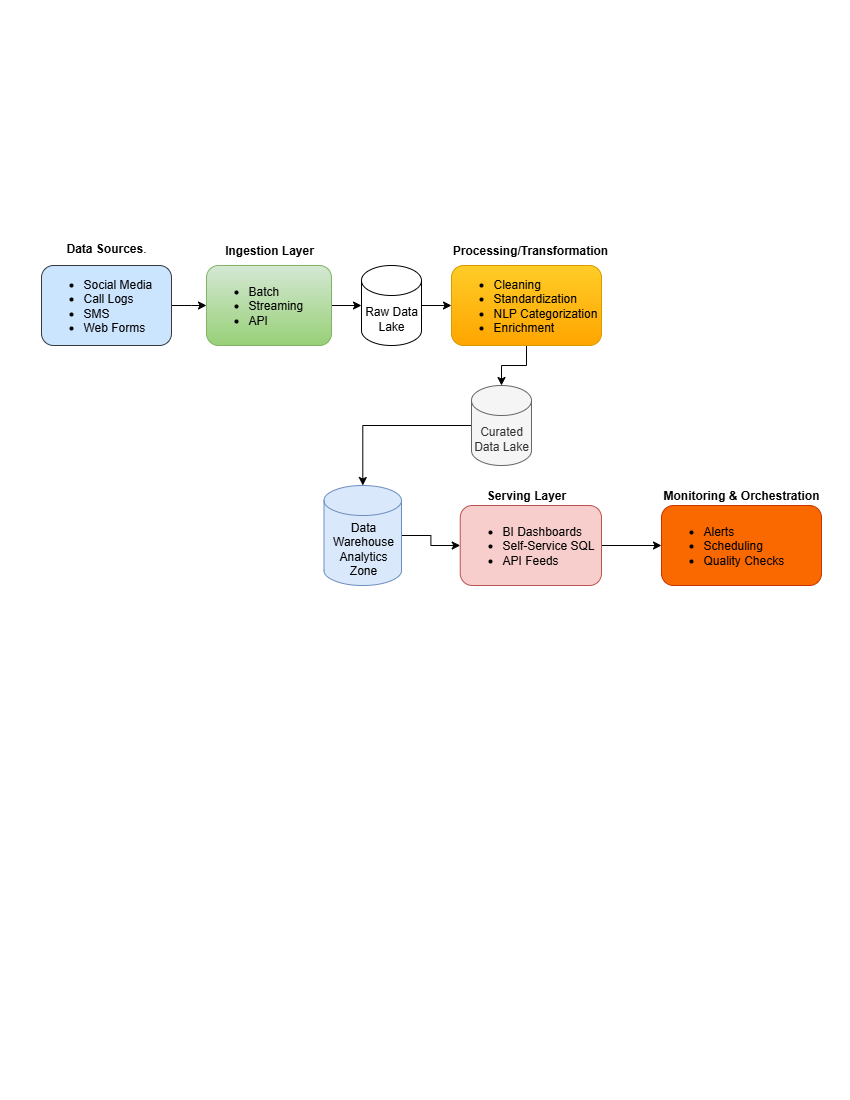 Data Sources.
• Social Media
• Call Logs
• SMS
• Web Forms
Ingestion Layer
• Batch
• Streaming
• API
Raw Data
Lake
Processing/Transformation
• Cleaning
• Standardization
• NLP Categorization
• Enrichment
Curated
Data Lake
Data
Warehouse
Analytics
Zone
Serving Layer
• BI Dashboards
• Self-Service SQL
• API Feeds
Monitoring & Orchestration
• Alerts
• Scheduling
• Quality Checks